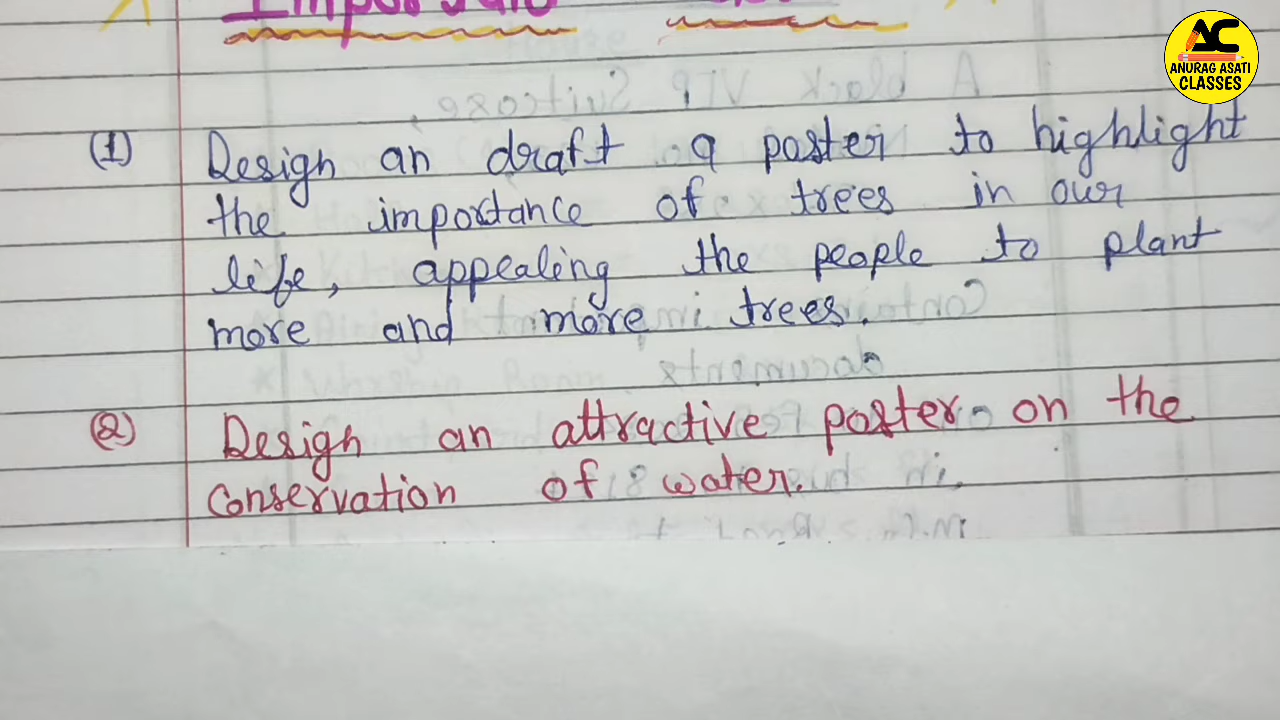 AC
ANURAG ASATI
CLASSES
(1) Design an draft a poster to highlight
the importance of trees in our
life, appealing the people to plant
more and more trees.
(2) Design an attractive poster on the
conservation of water.